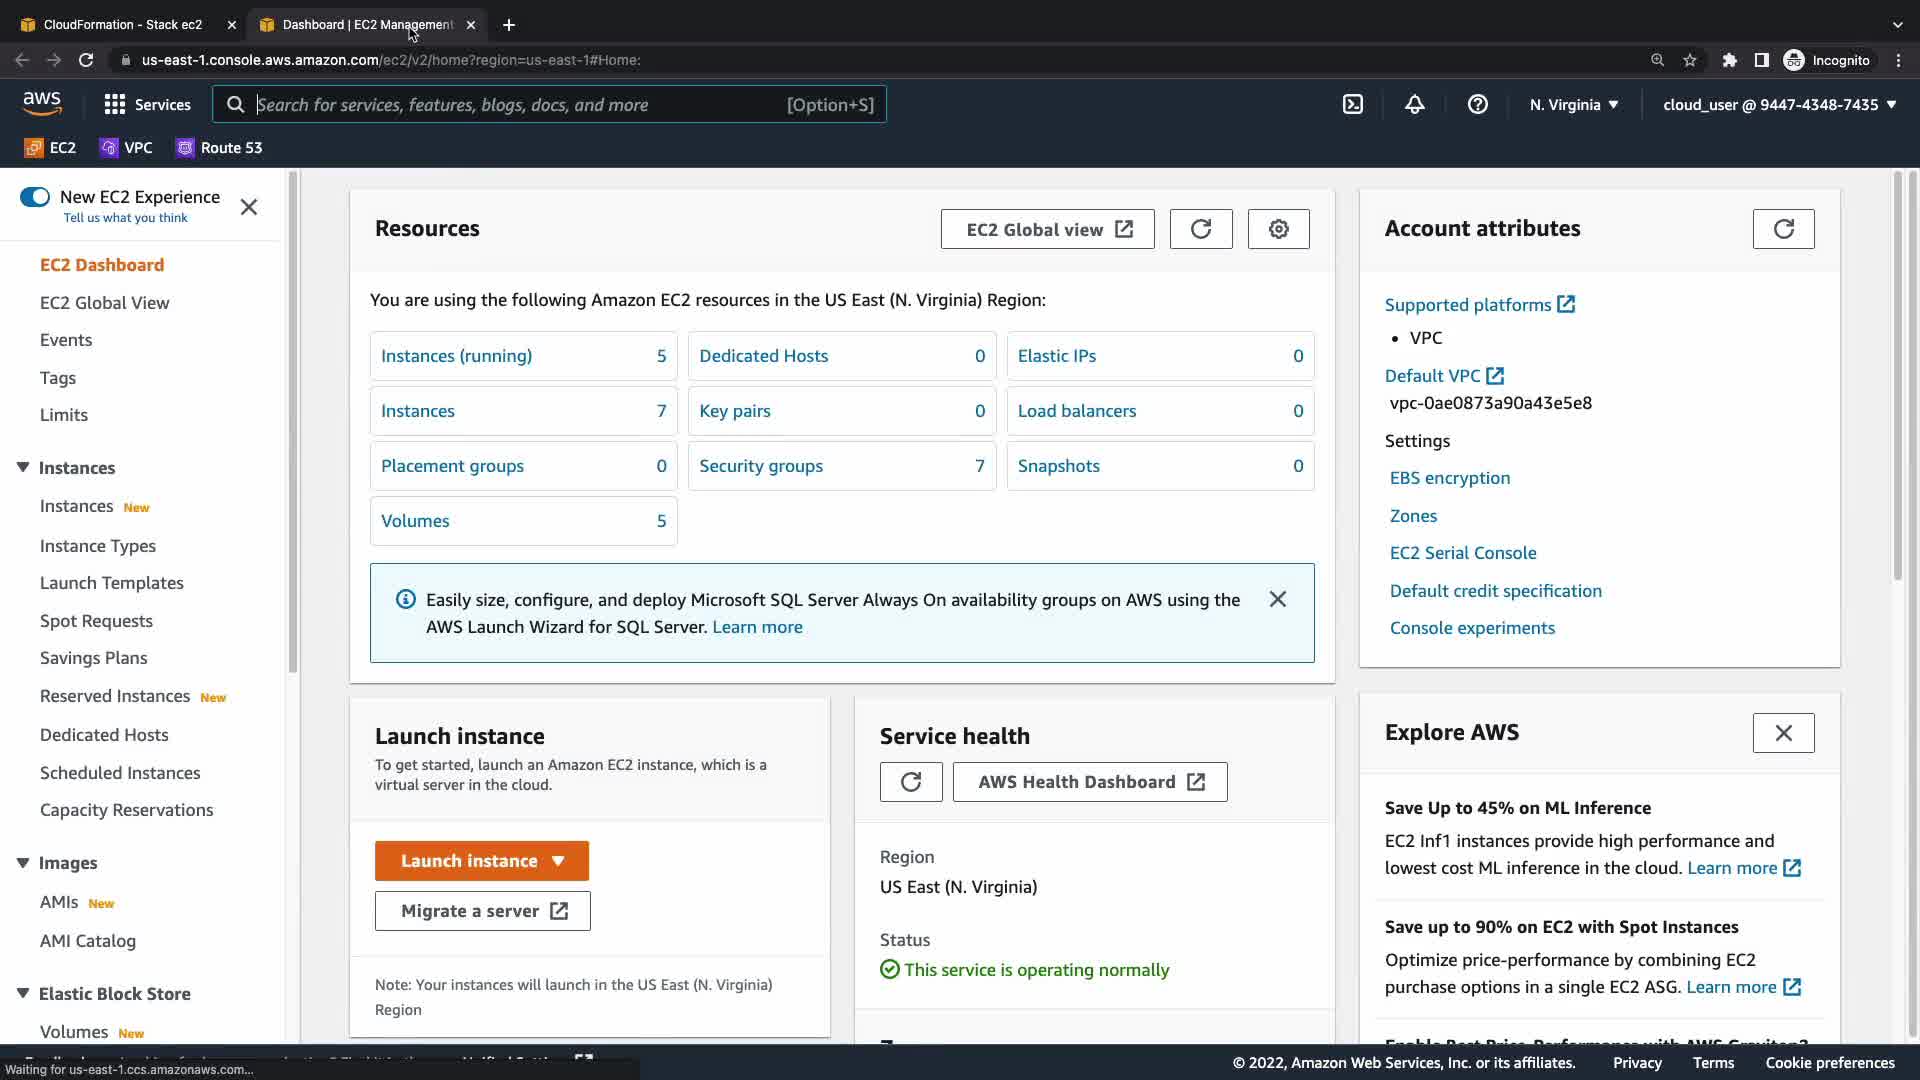 CloudFormation - Stack ec2
Dashboard | EC2 Management
us-east-1.console.aws.amazon.com/ec2/v2/home?region=us-east-1#Home:
Incognito
aws
Services
Search for services, features, blogs, docs, and more
[Option+S]
N. Virginia
cloud_user @ 9447-4348-7435
EC2
VPC
Route 53
New EC2 Experience
Tell us what you think
EC2 Dashboard
EC2 Global View
Events
Tags
Limits
Instances
Instances New
Instance Types
Launch Templates
Spot Requests
Savings Plans
Reserved Instances New
Dedicated Hosts
Scheduled Instances
Capacity Reservations
Images
AMIs New
AMI Catalog
Elastic Block Store
Volumes New
Resources
EC2 Global view
You are using the following Amazon EC2 resources in the US East (N. Virginia) Region:
Instances (running) 5
Dedicated Hosts 0
Elastic IPs 0
Instances 7
Key pairs 0
Load balancers 0
Placement groups 0
Security groups 7
Snapshots 0
Volumes 5
Easily size, configure, and deploy Microsoft SQL Server Always On availability groups on AWS using the
AWS Launch Wizard for SQL Server. Learn more
Launch instance
To get started, launch an Amazon EC2 instance, which is a
virtual server in the cloud.
Launch instance
Migrate a server
Note: Your instances will launch in the US East (N. Virginia)
Region
Service health
AWS Health Dashboard
Region
US East (N. Virginia)
Status
This service is operating normally
Account attributes
Supported platforms
VPC
Default VPC
vpc-0ae0873a90a43e5e8
Settings
EBS encryption
Zones
EC2 Serial Console
Default credit specification
Console experiments
Explore AWS
Save Up to 45% on ML Inference
EC2 Inf1 instances provide high performance and
lowest cost ML inference in the cloud. Learn more
Save up to 90% on EC2 with Spot Instances
Optimize price-performance by combining EC2
purchase options in a single EC2 ASG. Learn more
Enable Best Price-Performance with AWS Graviton2
Waiting for us-east-1.ccs.amazonaws.com...
© 2022, Amazon Web Services, Inc. or its affiliates.
Privacy
Terms
Cookie preferences